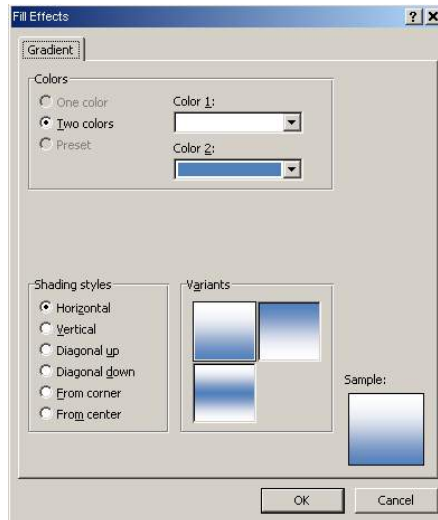 Fill Effects
Gradient
Colors
One color
Two colors
Preset
Color 1:
Color 2:
Shading styles
Horizontal
Vertical
Diagonal up
Diagonal down
From corner
From center
Variants
Sample:
OK
Cancel